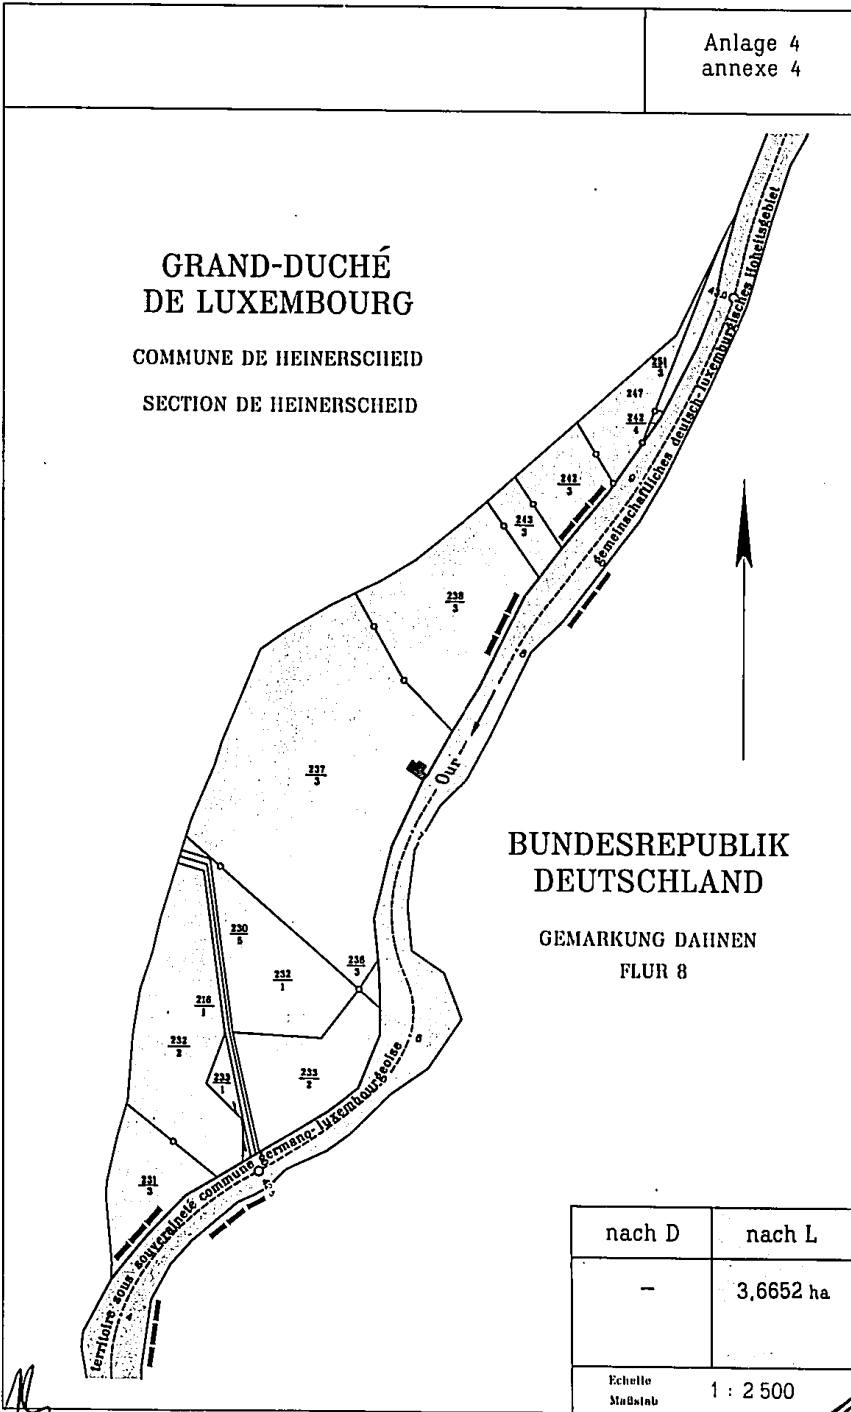 Anlage 4
annexe 4
GRAND-DUCHÉ
DE LUXEMBOURG
COMMUNE DE HEINERSCHEID
SECTION DE HEINERSCHEID
gemeinschaftliches deutsch-luxemburgisches Hoheitsgebiet
251
3
247
242
4
242
3
243
3
238
3
237
3
Our
BUNDESREPUBLIK
DEUTSCHLAND
GEMARKUNG DAHNEN
FLUR 8
230
5
232
1
236
3
216
1
232
2
233
1
233
2
231
3
territoire sous souveraineté commune germano-luxembourgeoise
nach D
nach L
–
3,6652 ha
Echelle
Maßstab
1 : 2 500